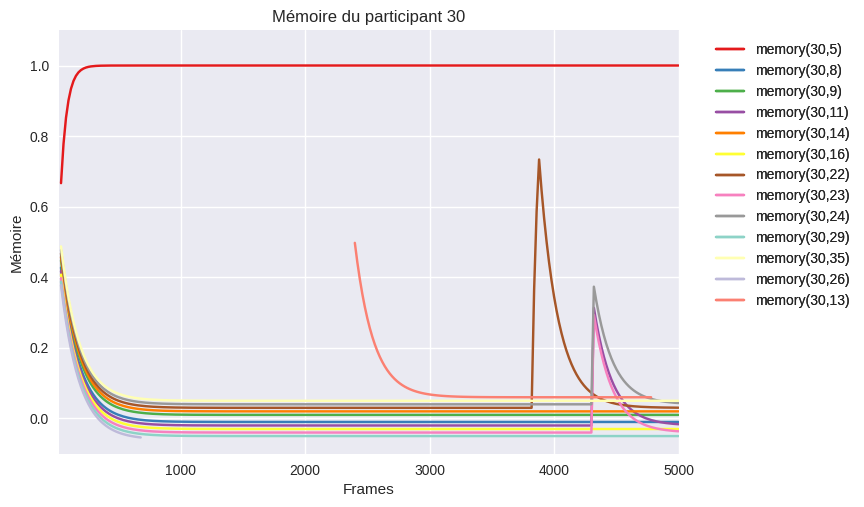 Mémoire du participant 30
1.0
0.8
0.6
0.4
0.2
0.0
Mémoire
1000
2000
3000
4000
5000
Frames
memory(30,5)
memory(30,8)
memory(30,9)
memory(30,11)
memory(30,14)
memory(30,16)
memory(30,22)
memory(30,23)
memory(30,24)
memory(30,29)
memory(30,35)
memory(30,26)
memory(30,13)